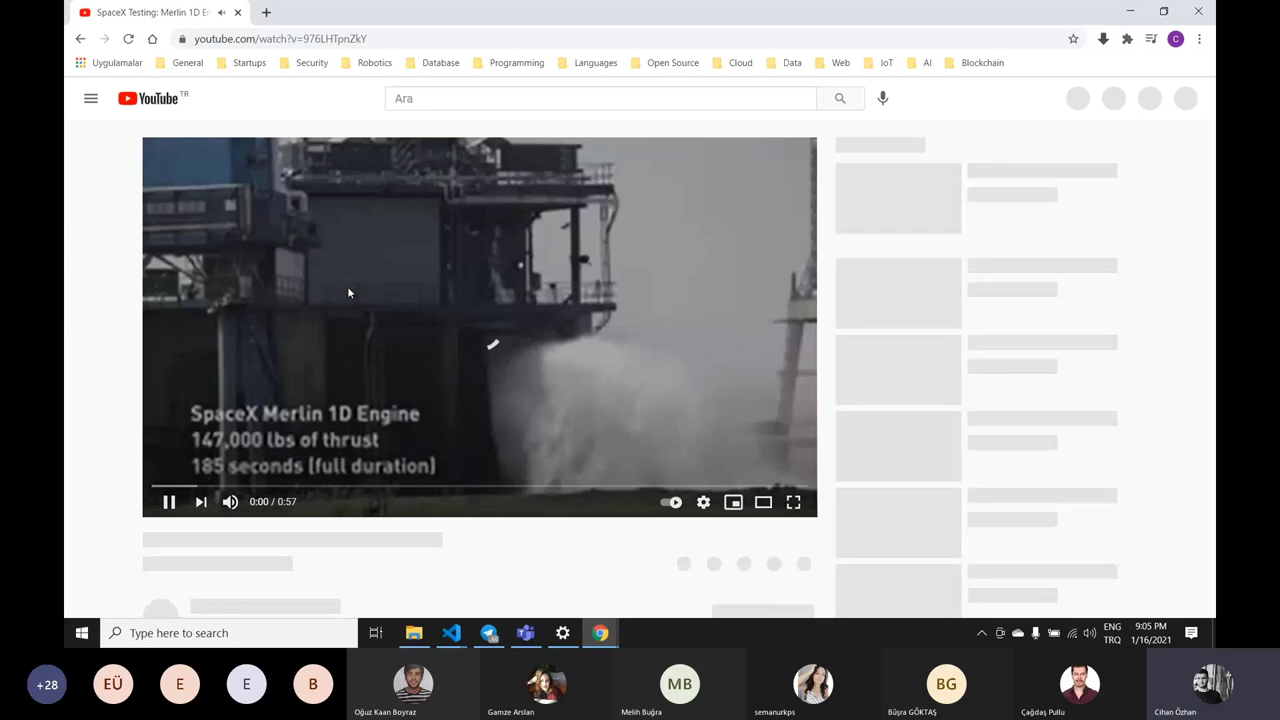 SpaceX Testing: Merlin 1D En
youtube.com/watch?v=976LHTpnZkY
C
Uygulamalar General Startups Security Robotics Database Programming Languages Open Source Cloud Data Web IoT AI Blockchain
YouTube TR
Ara
SpaceX Merlin 1D Engine
147,000 lbs of thrust
185 seconds (full duration)
0:00 / 0:57
Type here to search
ENG
TRQ
9:05 PM
1/16/2021
+28
EÜ
E
E
B
Oğuz Kaan Boyraz
Gamze Arslan
MB
Melih Buğra
semanurkps
BG
Büşra GÖKTAŞ
Çağdaş Pullu
Cihan Özhan